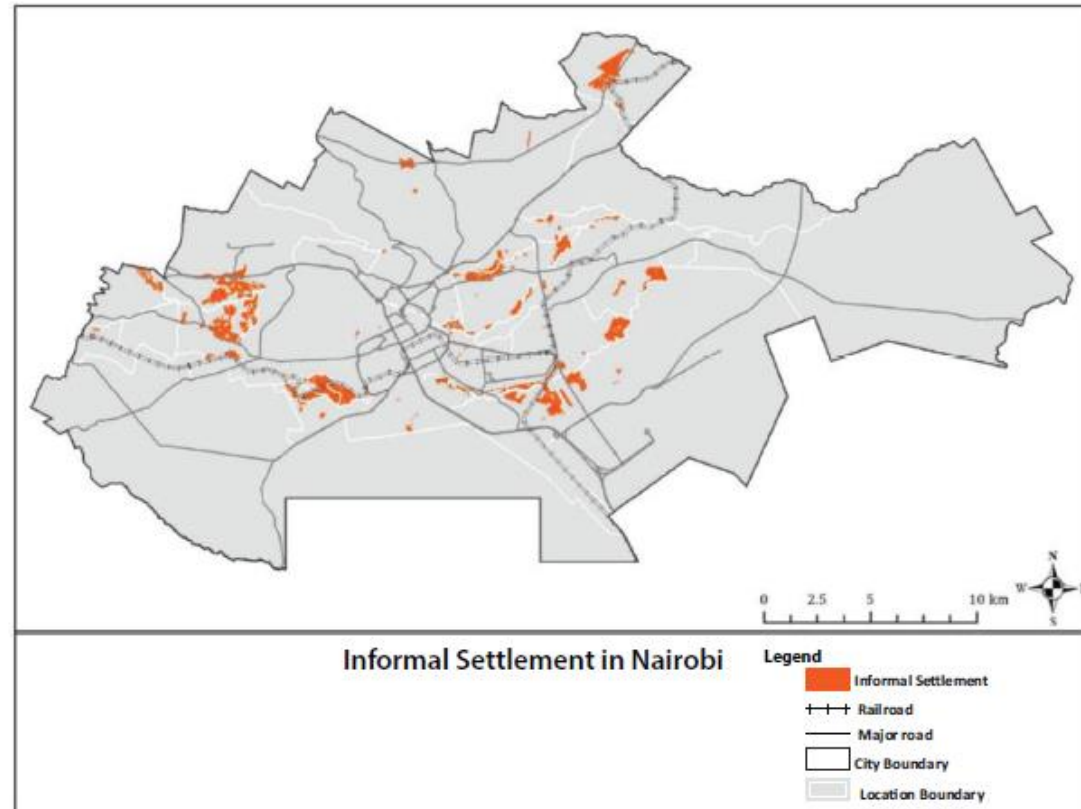 N
W
S
0 2.5 5 10 km
Informal Settlement in Nairobi
Legend
Informal Settlement
Railroad
Major road
City Boundary
Location Boundary